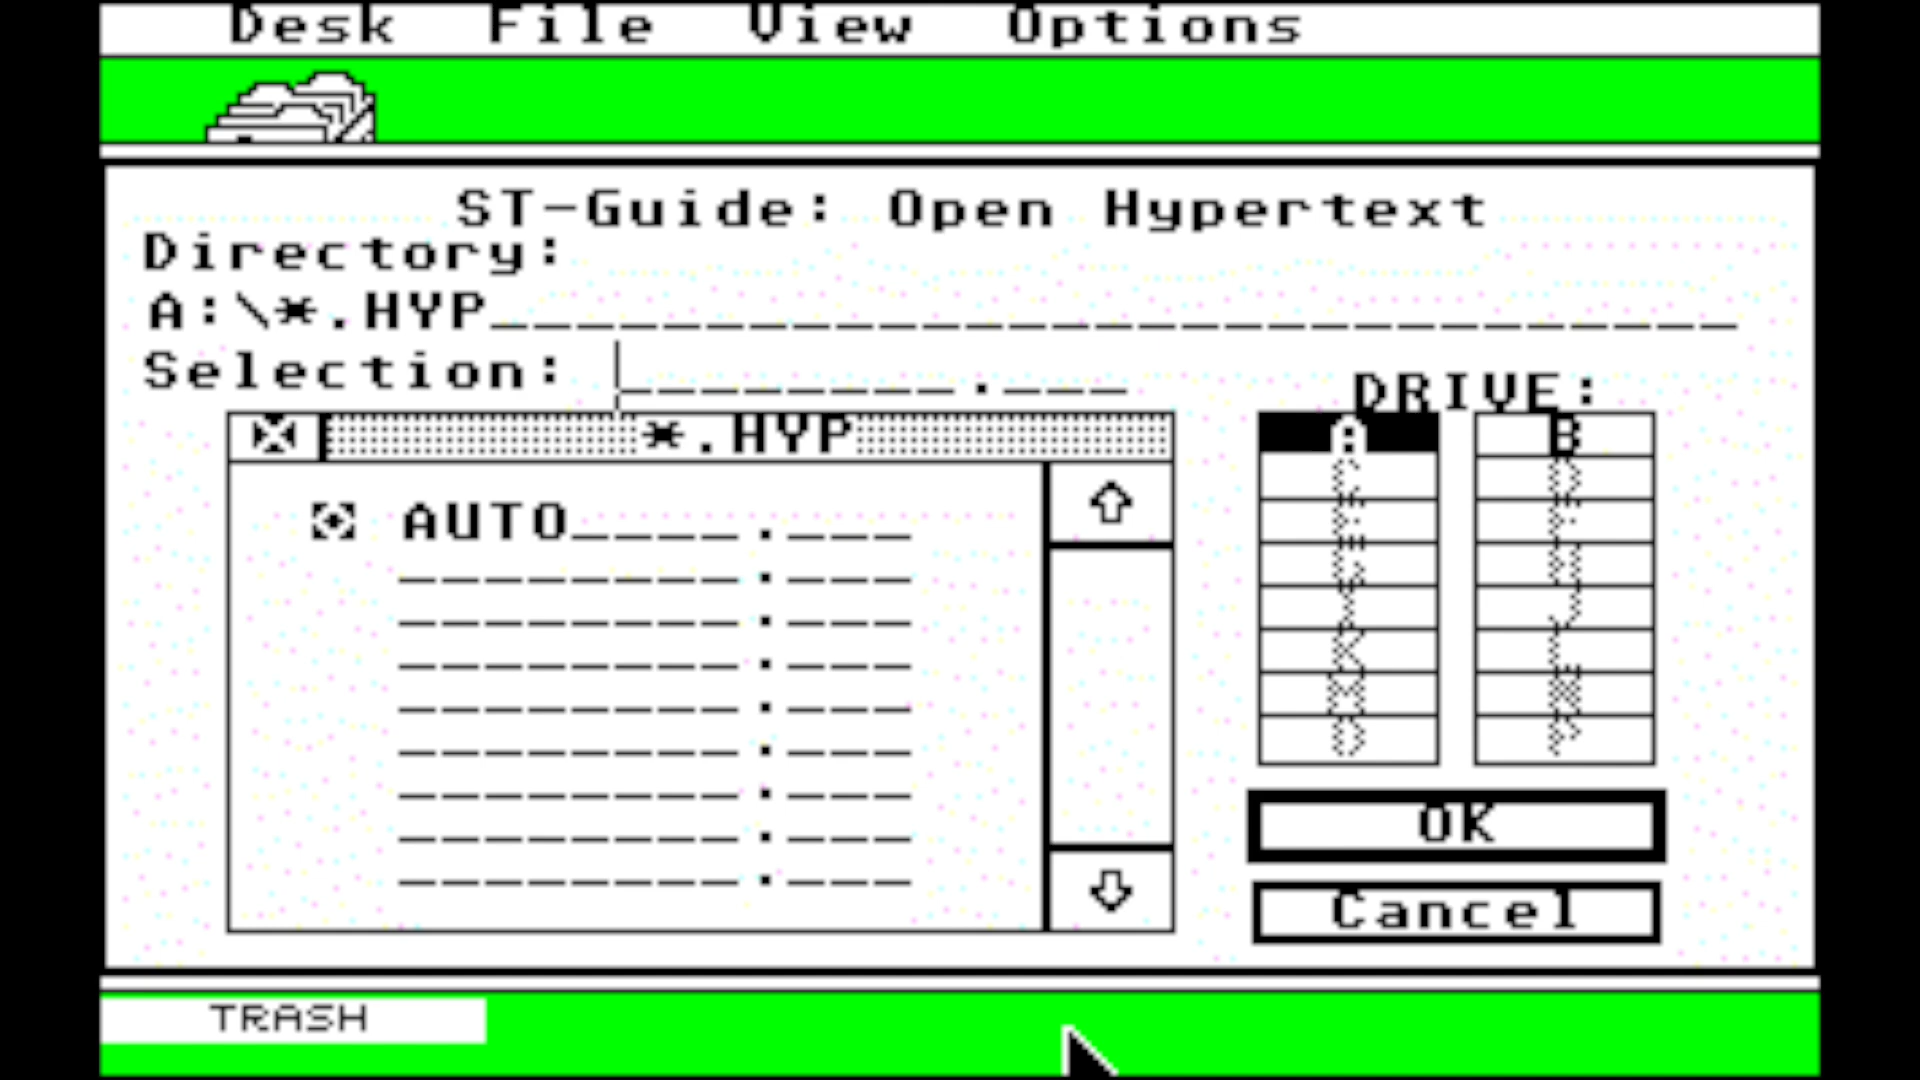 Desk File View Options
ST-Guide: Open Hypertext
Directory:
A:\*.HYP
Selection:
DRIVE:
*.HYP
A: B
AUTO
K
M
OK
Cancel
TRASH